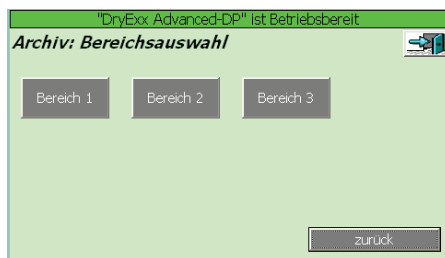 "DryExx Advanced-DP" ist Betriebsbereit
Archiv: Bereichsauswahl
Bereich 1 Bereich 2 Bereich 3
zurück